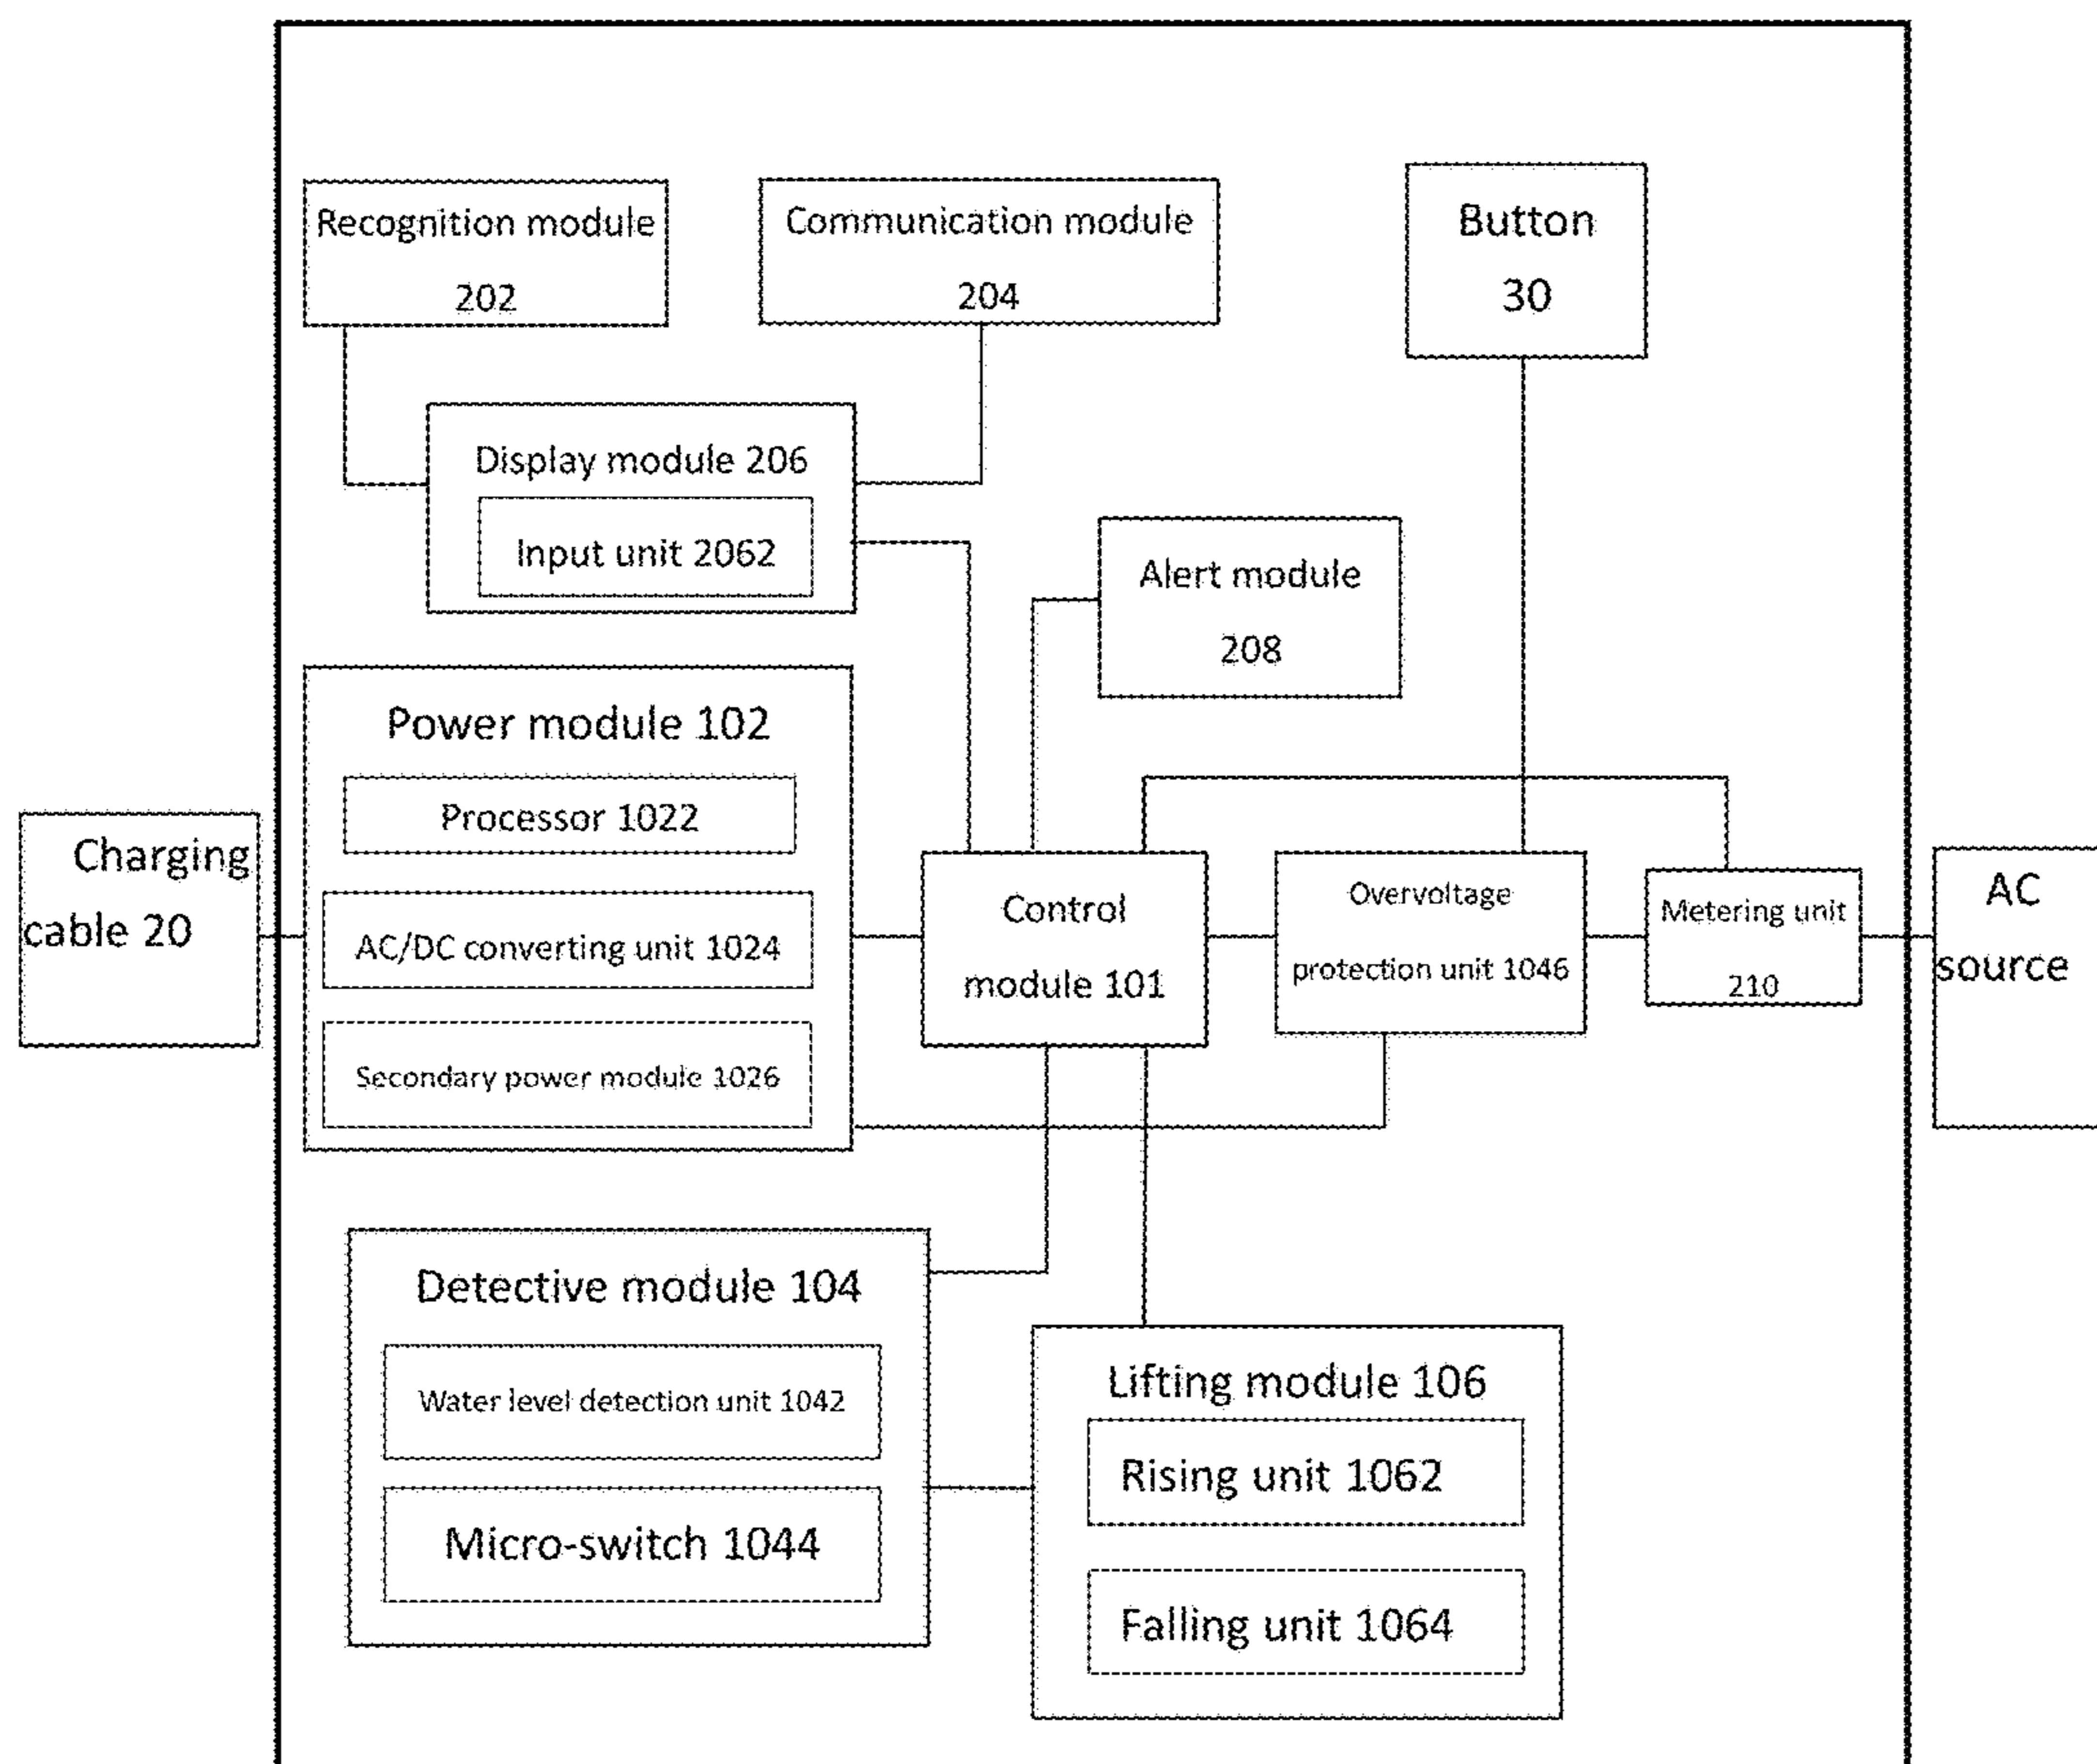 Recognition module
202
Communication module
204
Button
30
Display module 206
Input unit 2062
Alert module
208
Power module 102
Processor 1022
AC/DC converting unit 1024
Secondary power module 1026
Charging
cable 20
Control
module 101
Overvoltage
protection unit 1046
Metering unit
210
AC
source
Detective module 104
Water level detection unit 1042
Micro-switch 1044
Lifting module 106
Rising unit 1062
Falling unit 1064